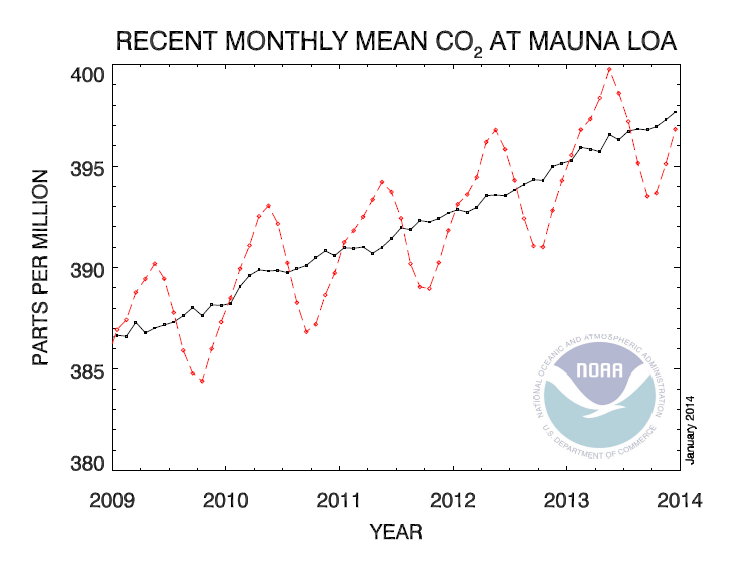 RECENT MONTHLY MEAN CO₂ AT MAUNA LOA
PARTS PER MILLION
400
395
390
385
380
2009
2010
2011
2012
2013
2014
YEAR
NATIONAL OCEANIC AND ATMOSPHERIC ADMINISTRATION
NOAA
U.S. DEPARTMENT OF COMMERCE
January 2014